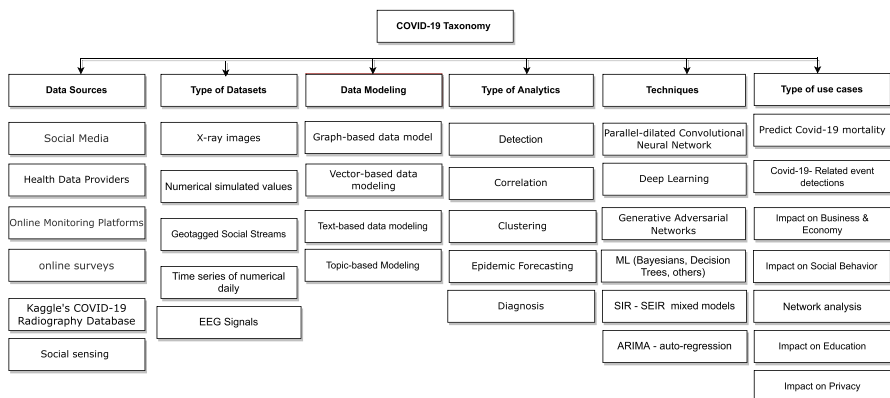 COVID-19 Taxonomy
Data Sources
Social Media
Health Data Providers
Online Monitoring Platforms
online surveys
Kaggle's COVID-19
Radiography Database
Social sensing
Type of Datasets
X-ray images
Numerical simulated values
Geotagged Social Streams
Time series of numerical
daily
EEG Signals
Data Modeling
Graph-based data model
Vector-based data
modeling
Text-based data modeling
Topic-based Modeling
Type of Analytics
Detection
Correlation
Clustering
Epidemic Forecasting
Diagnosis
Techniques
Parallel-dilated Convolutional
Neural Network
Deep Learning
Generative Adversarial
Networks
ML (Bayesians, Decision
Trees, others)
SIR - SEIR mixed models
ARIMA - auto-regression
Type of use cases
Predict Covid-19 mortality
Covid-19- Related event
detections
Impact on Business &
Economy
Impact on Social Behavior
Network analysis
Impact on Education
Impact on Privacy